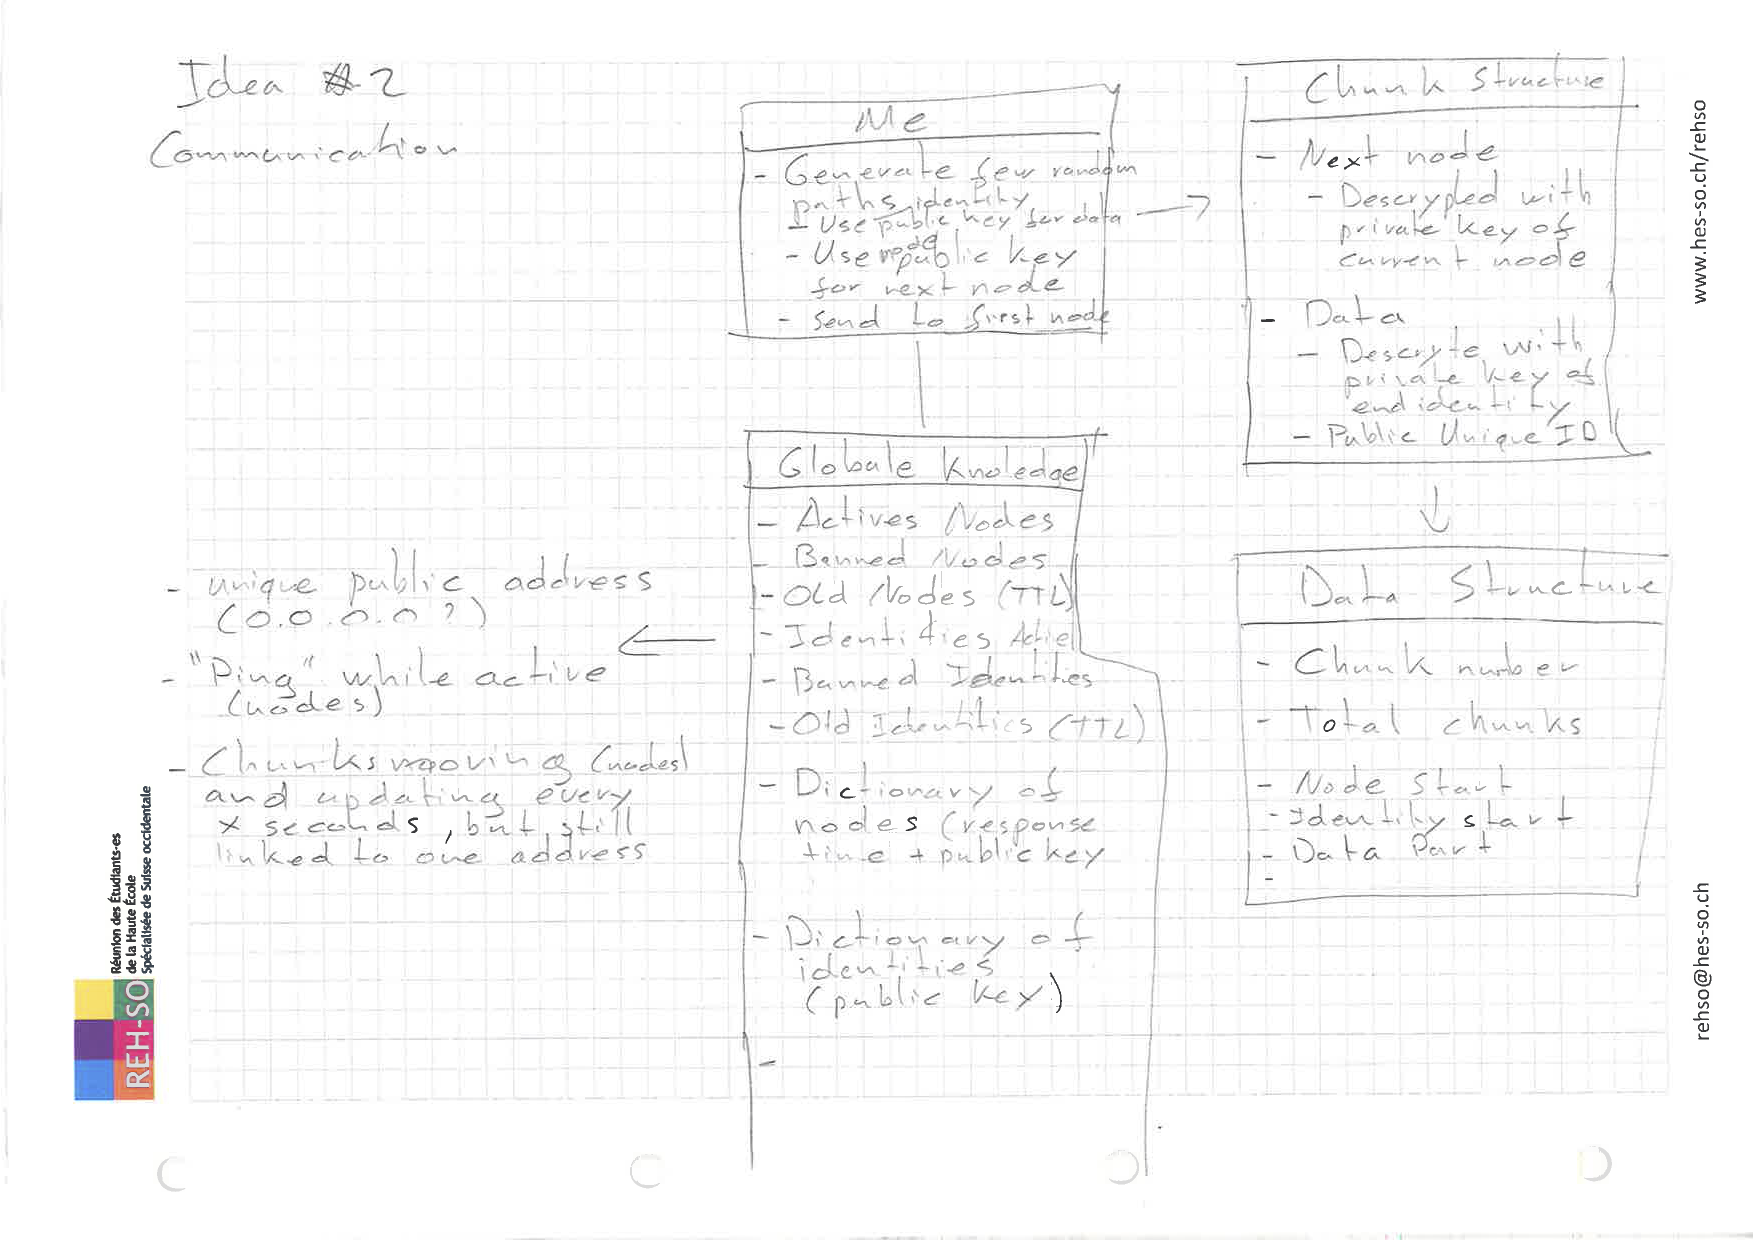 Idea #2
Communication
Me
- Generate few random
paths
identity
- Use public key for data
node
- Use public key
for next node
- Send to first node
Chunk Structure
- Next node
- Descrypted with
private key of
current node
- Data
- Descrypte with
private key of
end identity
- Public Unique ID
Globale Knoledge
- Actives Nodes
- Banned Nodes
- Old Nodes (TTL)
- Identities Actie
- Banned Identities
- Old Identities (TTL)
- Dictionary of
nodes (response
time + public key
- Dictionary of
identities
(public key)
-
- unique public address
(0.0.0.0?)
- "Ping" while active
(nodes)
- Chunks moving (nodes)
and updating every
x seconds, but still
linked to one address
Data Structure
- Chunk number
- Total chunks
- Node Start
- Identity start
- Data Part
-
REH-SO
Réunion des Étudiants-es
de la Haute École
Spécialisée de Suisse occidentale
www.hes-so.ch/rehso
rehso@hes-so.ch